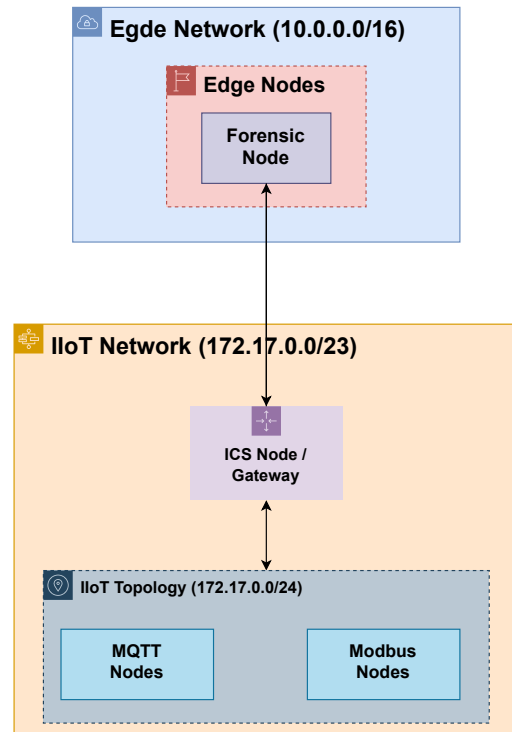 Egde Network (10.0.0.0/16)
Edge Nodes
Forensic
Node
IIoT Network (172.17.0.0/23)
ICS Node /
Gateway
IIoT Topology (172.17.0.0/24)
MQTT
Nodes
Modbus
Nodes